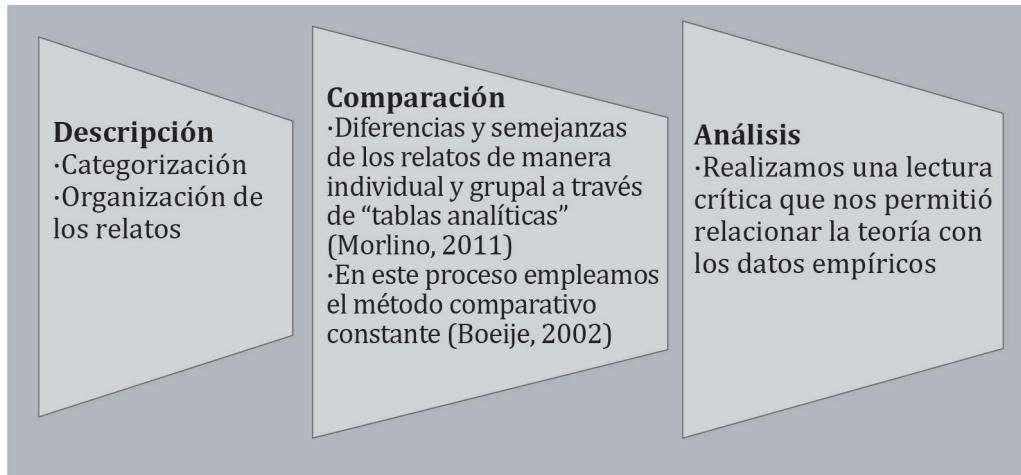 Descripción
·Categorización
·Organización de
los relatos
Comparación
·Diferencias y semejanzas
de los relatos de manera
individual y grupal a través
de “tablas analíticas”
(Morlino, 2011)
·En este proceso empleamos
el método comparativo
constante (Boeije, 2002)
Análisis
·Realizamos una lectura
crítica que nos permitió
relacionar la teoría con
los datos empíricos